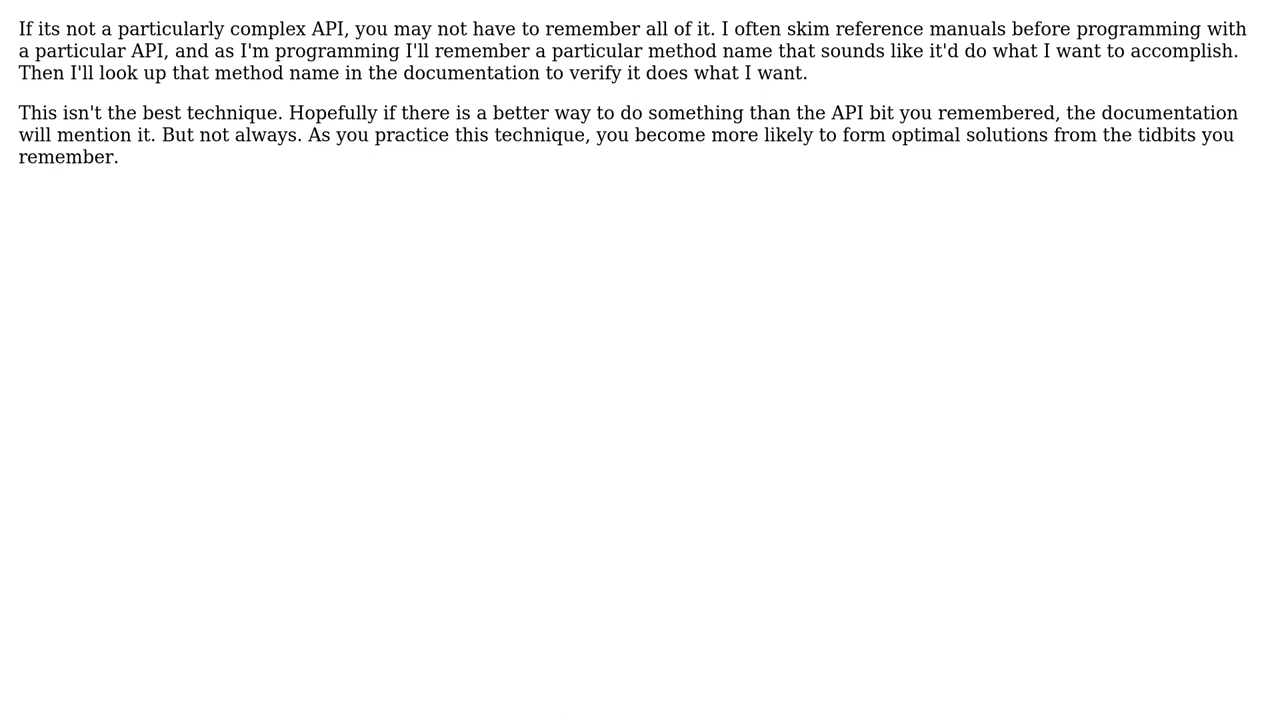 If its not a particularly complex API, you may not have to remember all of it. I often skim reference manuals before programming with
a particular API, and as I'm programming I'll remember a particular method name that sounds like it'd do what I want to accomplish.
Then I'll look up that method name in the documentation to verify it does what I want.
This isn't the best technique. Hopefully if there is a better way to do something than the API bit you remembered, the documentation
will mention it. But not always. As you practice this technique, you become more likely to form optimal solutions from the tidbits you
remember.